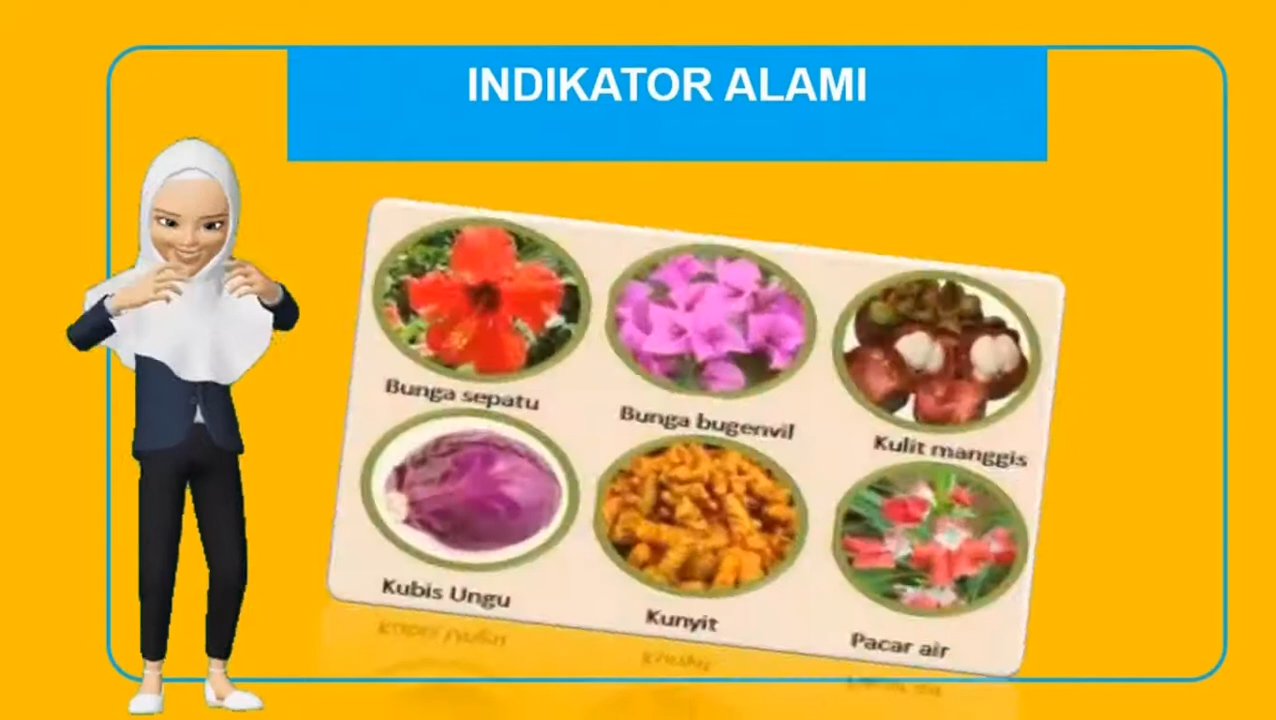 INDIKATOR ALAMI
Bunga sepatu
Bunga bugenvil
Kulit manggis
Kubis Ungu
Kunyit
Pacar air